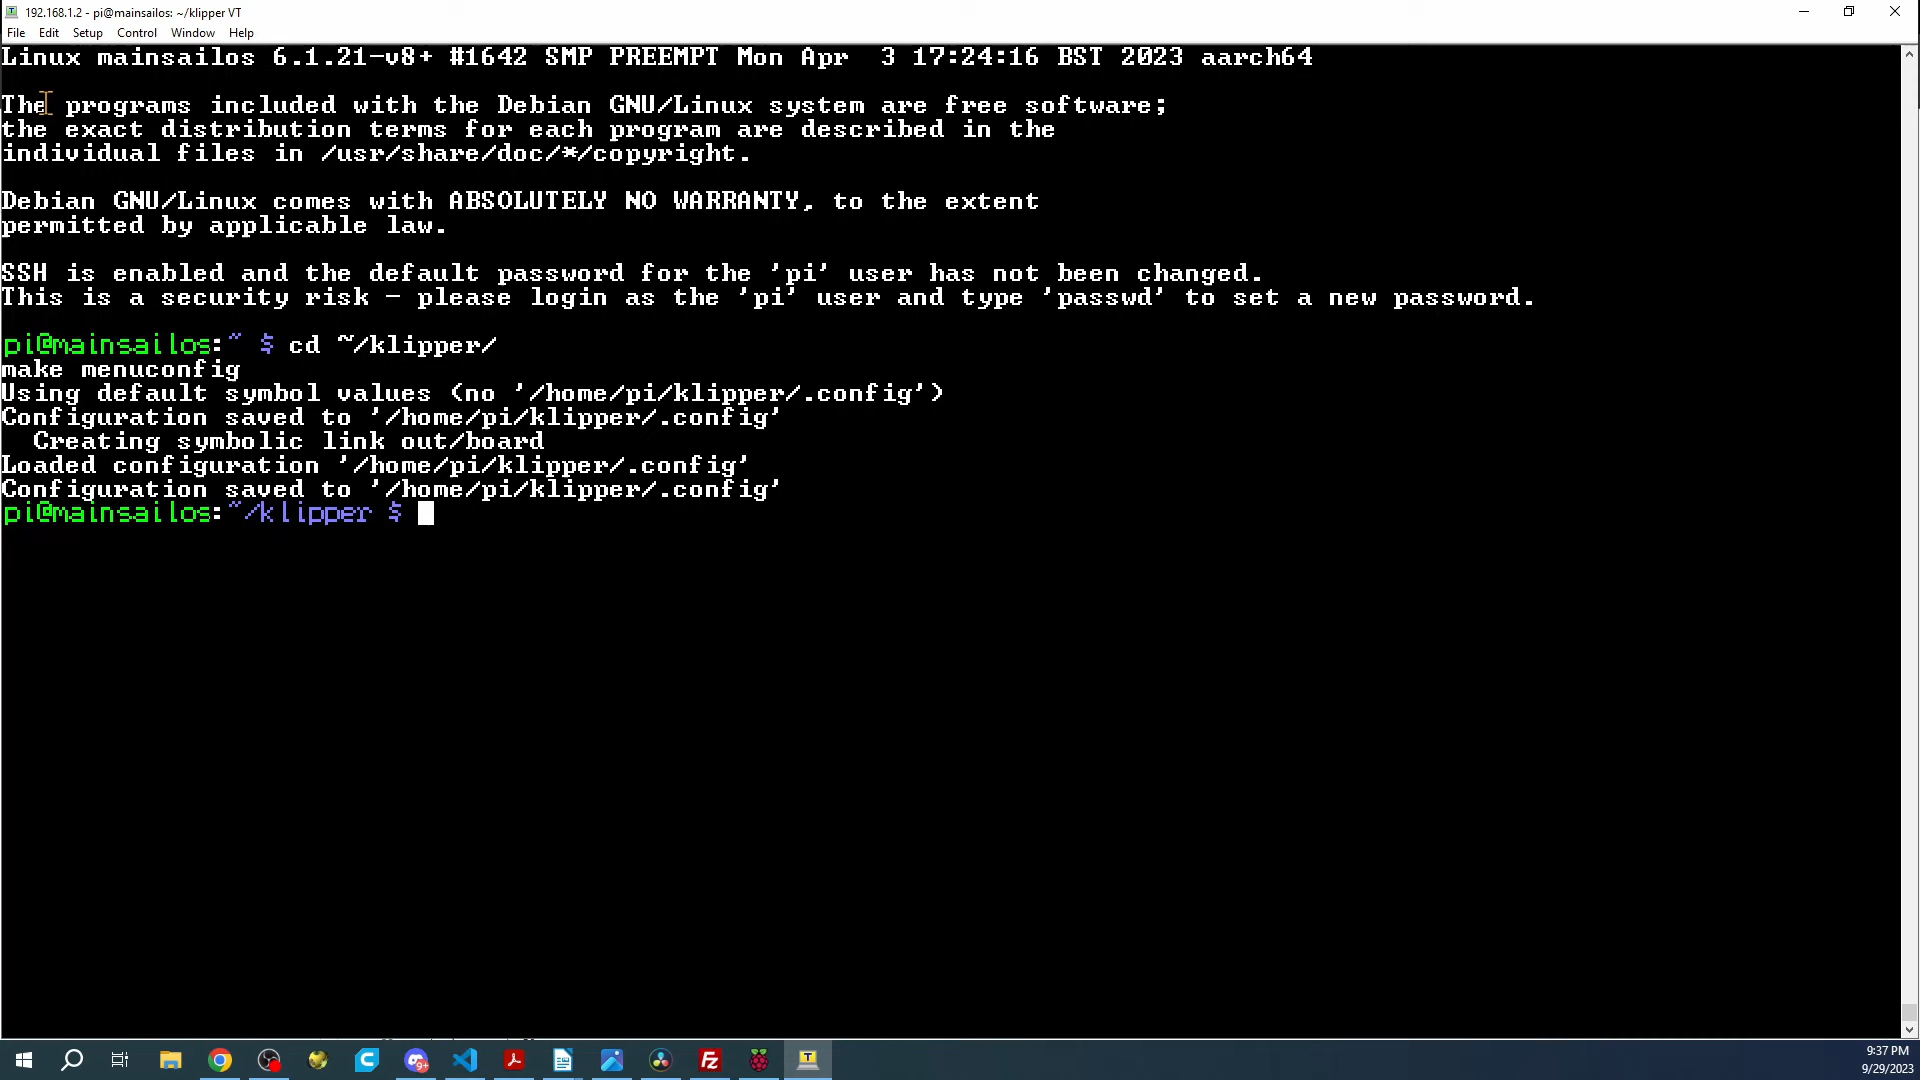 192.168.1.2 - pi@mainsailos: ~/klipper VT
File Edit Setup Control Window Help
Linux mainsailos 6.1.21-v8+ #1642 SMP PREEMPT Mon Apr  3 17:24:16 BST 2023 aarch64
The programs included with the Debian GNU/Linux system are free software;
the exact distribution terms for each program are described in the
individual files in /usr/share/doc/*/copyright.
Debian GNU/Linux comes with ABSOLUTELY NO WARRANTY, to the extent
permitted by applicable law.
SSH is enabled and the default password for the 'pi' user has not been changed.
This is a security risk - please login as the 'pi' user and type 'passwd' to set a new password.
pi@mainsailos:~ $ cd ~/klipper/
make menuconfig
Using default symbol values (no '/home/pi/klipper/.config')
Configuration saved to '/home/pi/klipper/.config'
  Creating symbolic link out/board
Loaded configuration '/home/pi/klipper/.config'
Configuration saved to '/home/pi/klipper/.config'
pi@mainsailos:~/klipper $
9:37 PM
9/29/2023